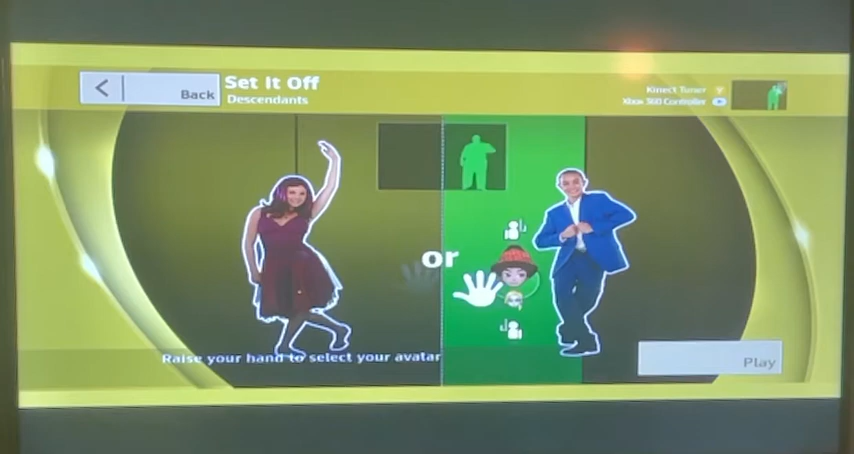 Back
Set It Off
Descendants
Kinect Tuner
Xbox 360 Controller
or
Raise your hand to select your avatar
Play